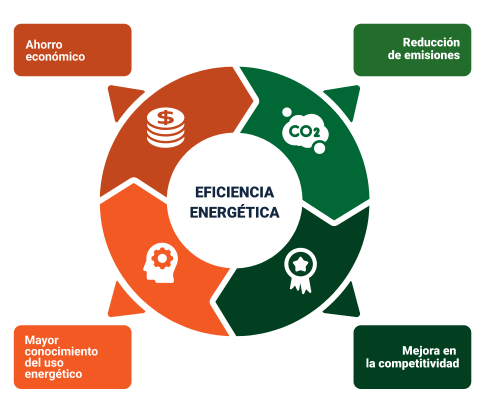 Ahorro
económico
Reducción
de emisiones
$
CO2
EFICIENCIA
ENERGÉTICA
Mayor
conocimiento
del uso
energético
Mejora en
la competitividad